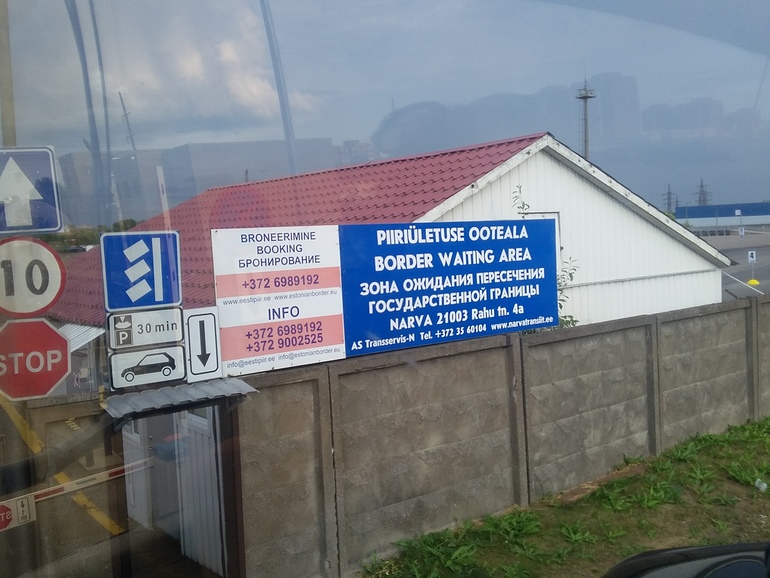 10
STOP
P 30 min
BRONEERIMINE
BOOKING
БРОНИРОВАНИЕ
+372 6989192
www.eestipiir.ee www.estonianborder.eu
INFO
+372 6989192
+372 9002525
info@eestipiir.ee info@estonianborder.eu
PIIRIÜLETUSE OOTEALA
BORDER WAITING AREA
ЗОНА ОЖИДАНИЯ ПЕРЕСЕЧЕНИЯ
ГОСУДАРСТВЕННОЙ ГРАНИЦЫ
NARVA 21003 Rahu tn. 4a
AS Transservis-N Tel. +372 35 60104 www.narvatransiit.ee
4